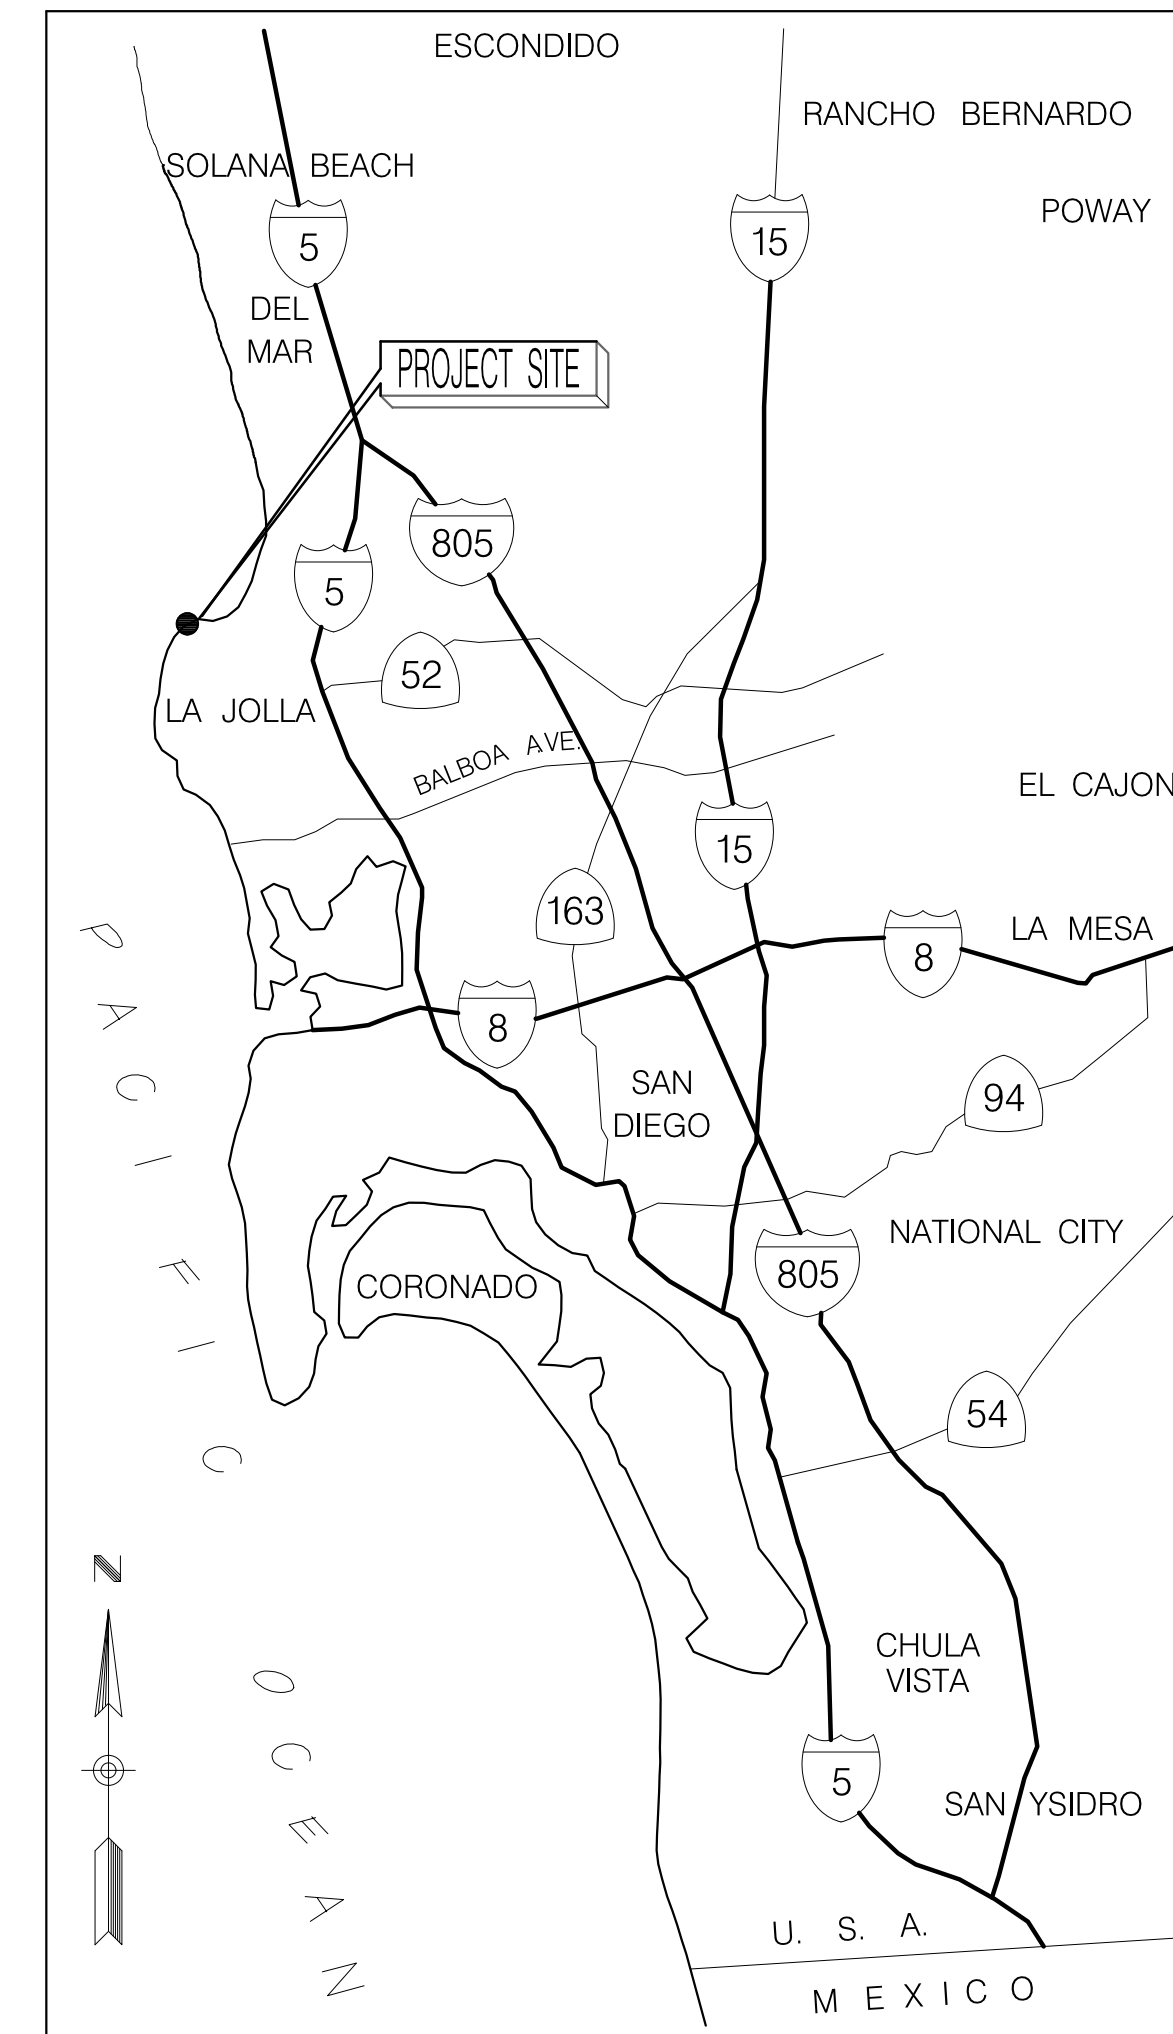 ESCONDIDO
RANCHO BERNARDO
SOLANA BEACH
POWAY
5
15
DEL
MAR
PROJECT SITE
805
5
52
LA JOLLA
BALBOA AVE.
EL CAJON
15
163
LA MESA
8
8
SAN
DIEGO
94
NATIONAL CITY
805
CORONADO
54
PACIFIC
OCEAN
N
CHULA
VISTA
5
SAN YSIDRO
U. S. A.
MEXICO